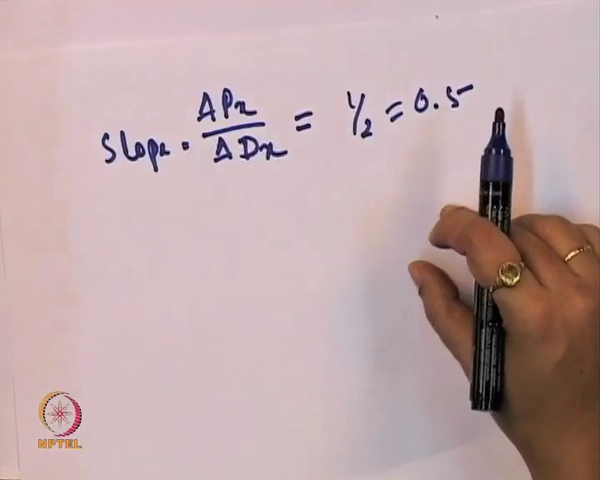 Slope = ΔPx / ΔDx = 1/2 = 0.5
NPTEL